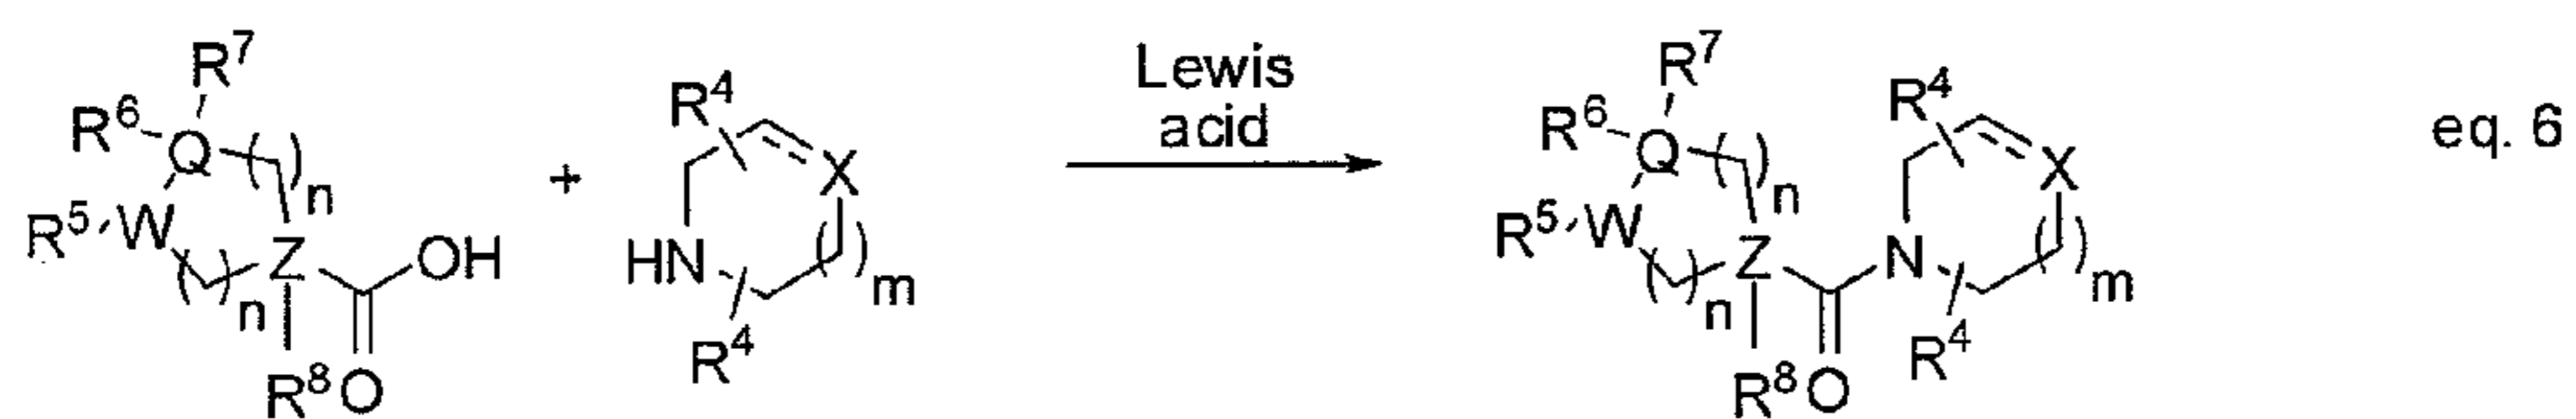 R⁷ R⁶ Q ( ) n R⁵ W ( ) n Z OH R⁸ O
+
R⁴ X HN ( ) m R⁴
Lewis
acid
R⁷ R⁶ Q ( ) n R⁵ W ( ) n Z R⁸ O N R⁴ X ( ) m R⁴
eq. 6